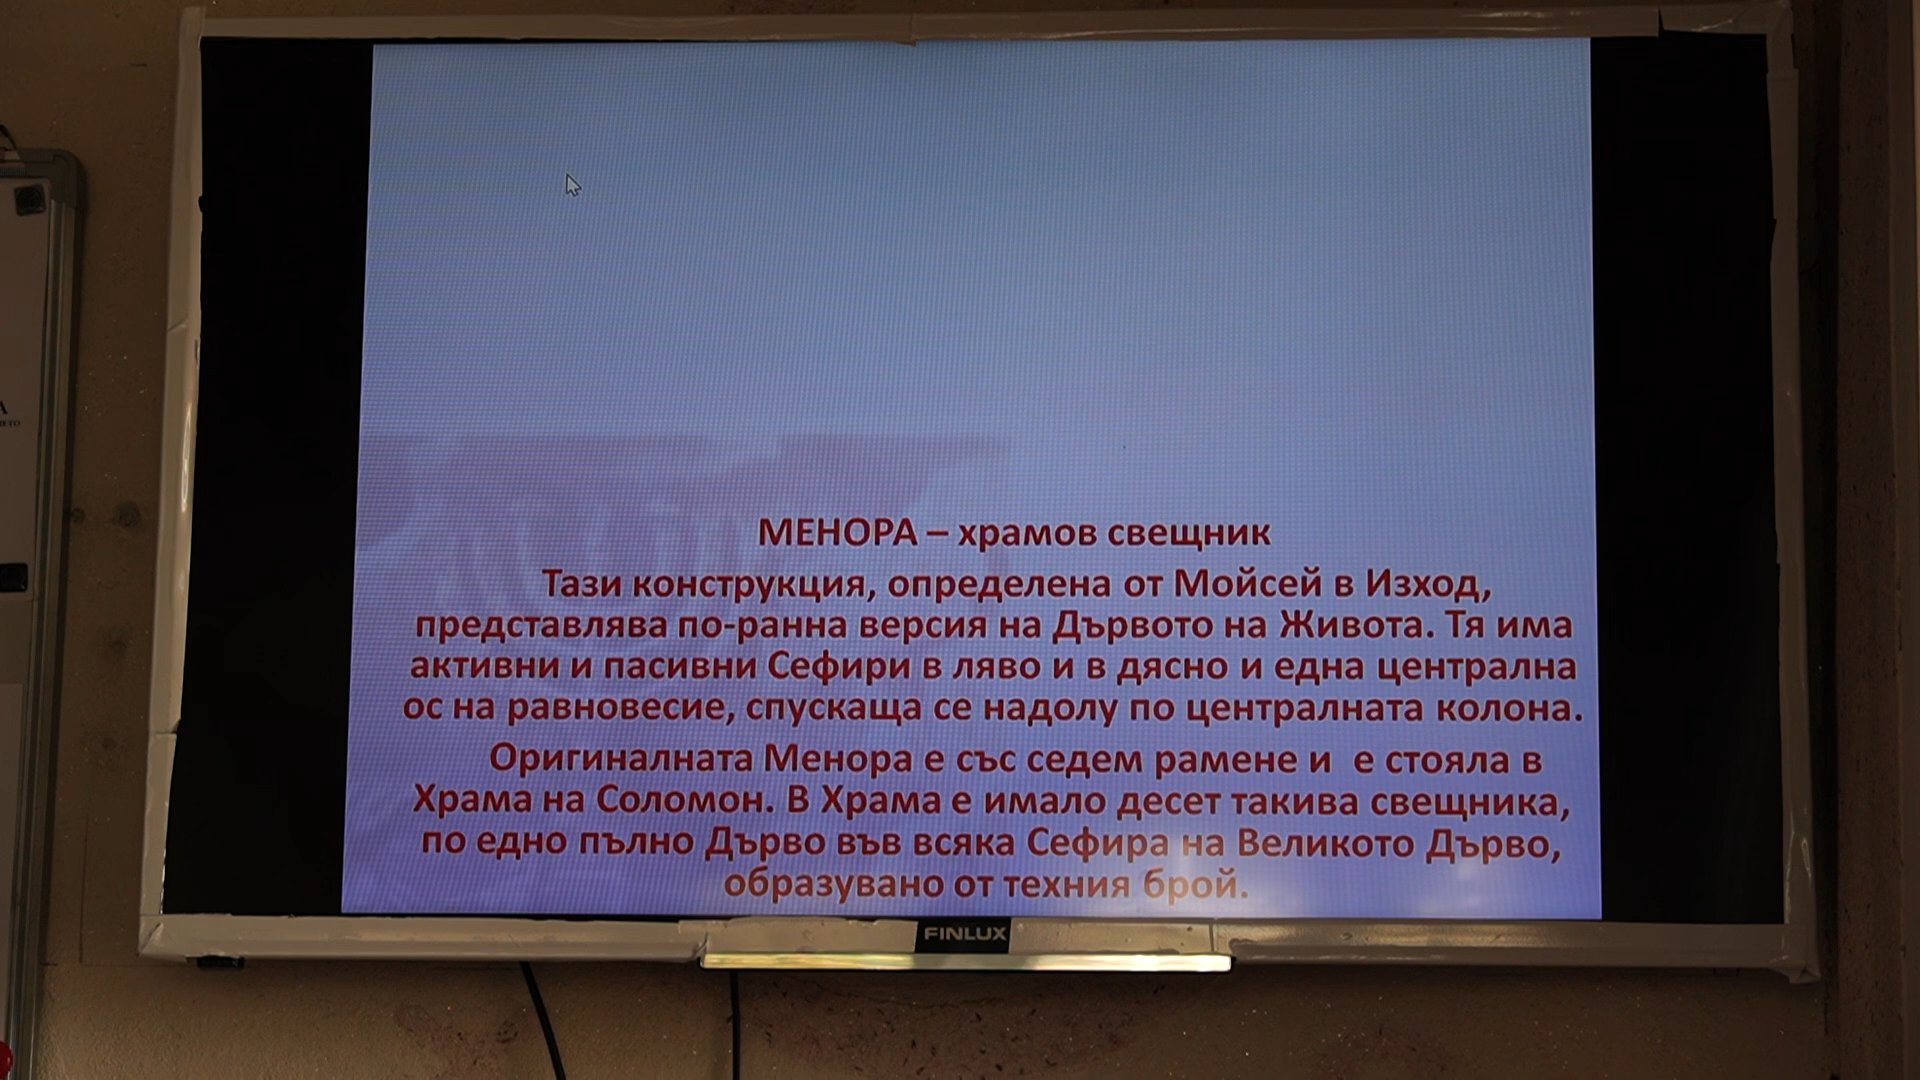 МЕНОРА – храмов свещник
Тази конструкция, определена от Мойсей в Изход,
представлява по-ранна версия на Дървото на Живота. Тя има
активни и пасивни Сефири в ляво и в дясно и една централна
ос на равновесие, спускаща се надолу по централната колона.
Оригиналната Менора е със седем рамене и е стояла в
Храма на Соломон. В Храма е имало десет такива свещника,
по едно пълно Дърво във всяка Сефира на Великото Дърво,
образувано от техния брой.
FINLUX